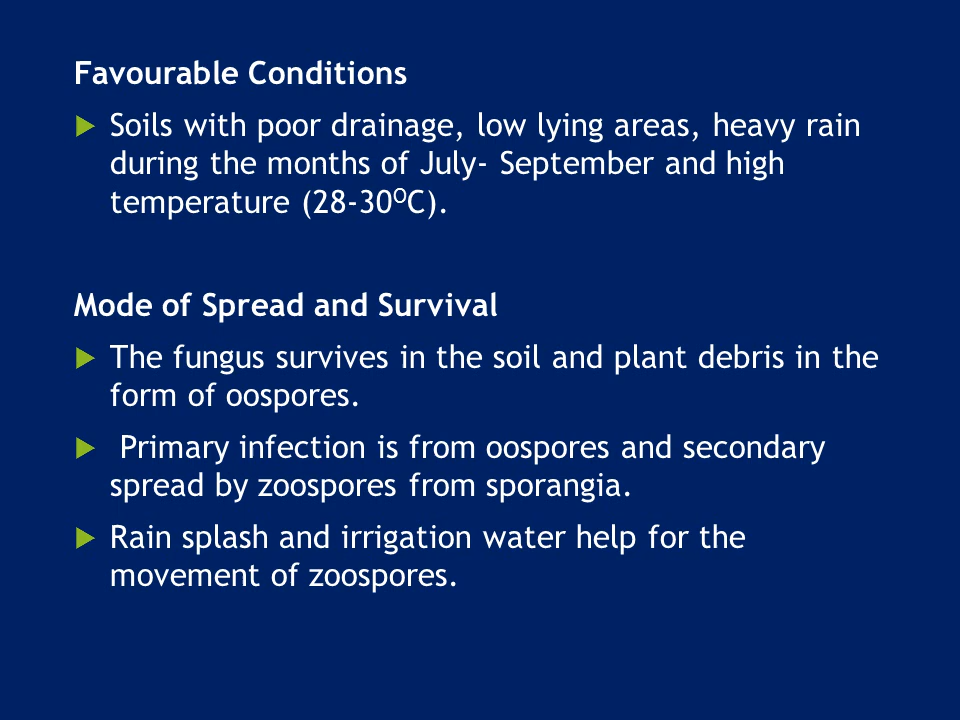 Favourable Conditions
Soils with poor drainage, low lying areas, heavy rain
during the months of July- September and high
temperature (28-30ᴼC).
Mode of Spread and Survival
The fungus survives in the soil and plant debris in the
form of oospores.
Primary infection is from oospores and secondary
spread by zoospores from sporangia.
Rain splash and irrigation water help for the
movement of zoospores.